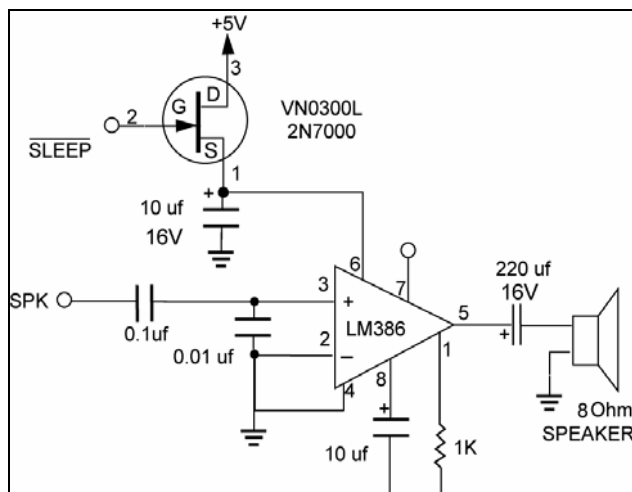 +5V
3
D
G
2
SLEEP
S
1
VN0300L
2N7000
+
10 uf
16V
6
7
220 uf
16V
SPK
3
+
LM386
5
+
0.1uf
0.01 uf
2
−
4
8
1
+
10 uf
1K
8 Ohm
SPEAKER